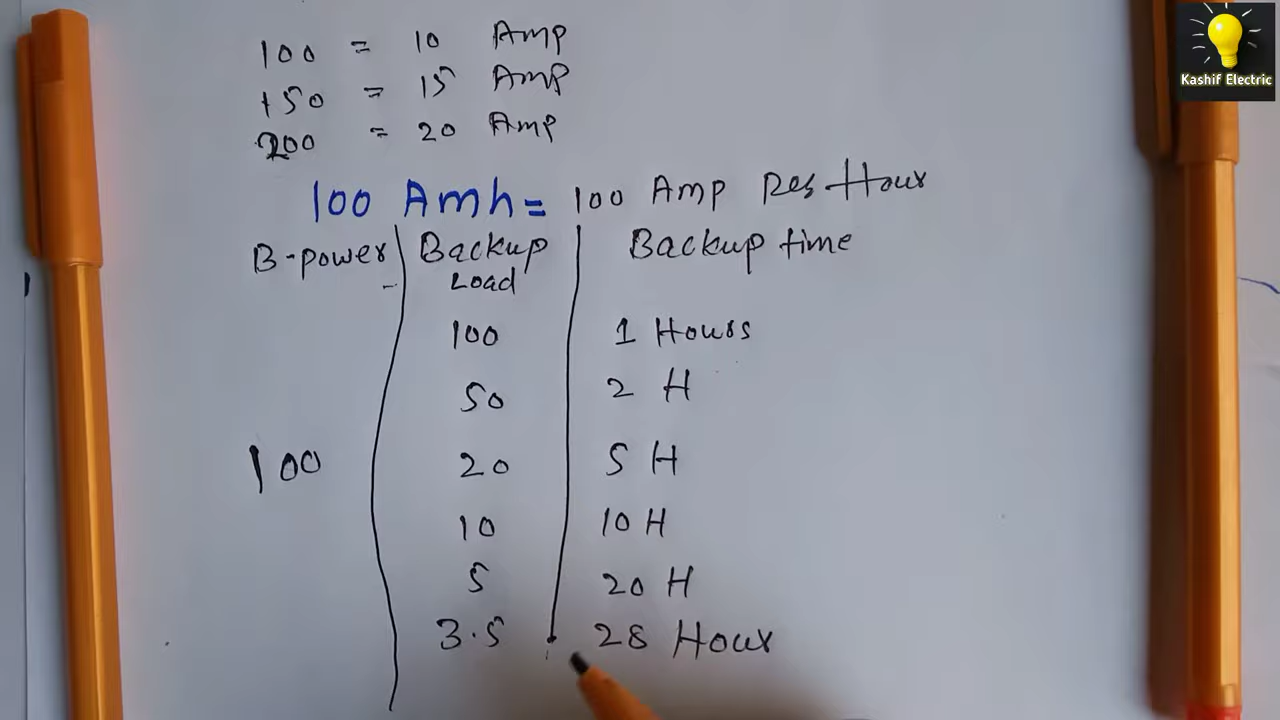 100 = 10 Amp
150 = 15 Amp
200 = 20 Amp
100 Amh = 100 Amp Res Hour
B-power Backup Load Backup time
100 1 Hours
50 2 H
100 20 5 H
10 10 H
5 20 H
3.5 28 Hour
Kashif Electric